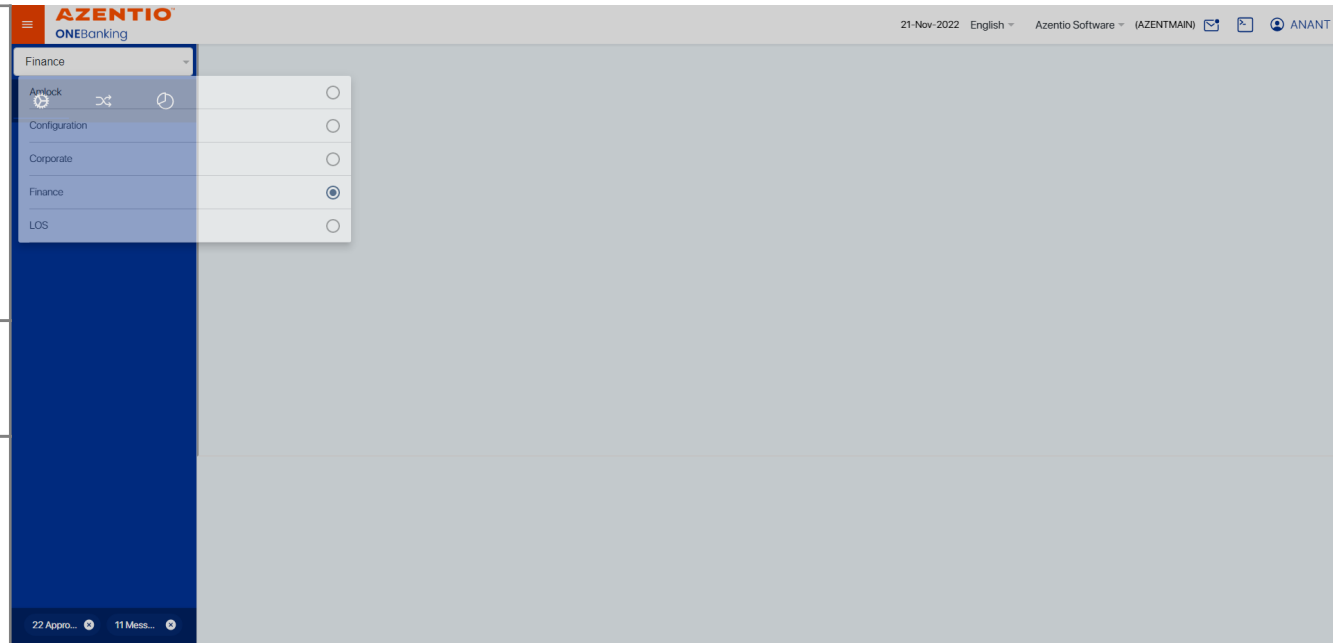 AZENTIO™
ONEBanking
21-Nov-2022 English Azentio Software (AZENTMAIN) ANANT
Finance
Amlock
Configuration
Corporate
Finance
LOS
22 Appro... 11 Mess...